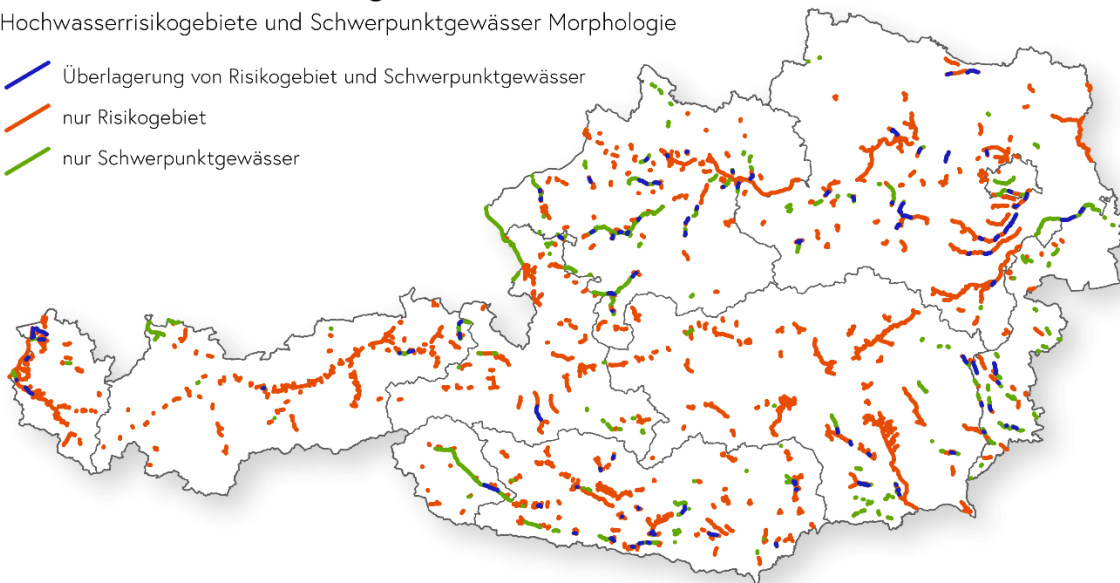 Hochwasserrisikogebiete und Schwerpunktgewässer Morphologie
Überlagerung von Risikogebiet und Schwerpunktgewässer
nur Risikogebiet
nur Schwerpunktgewässer